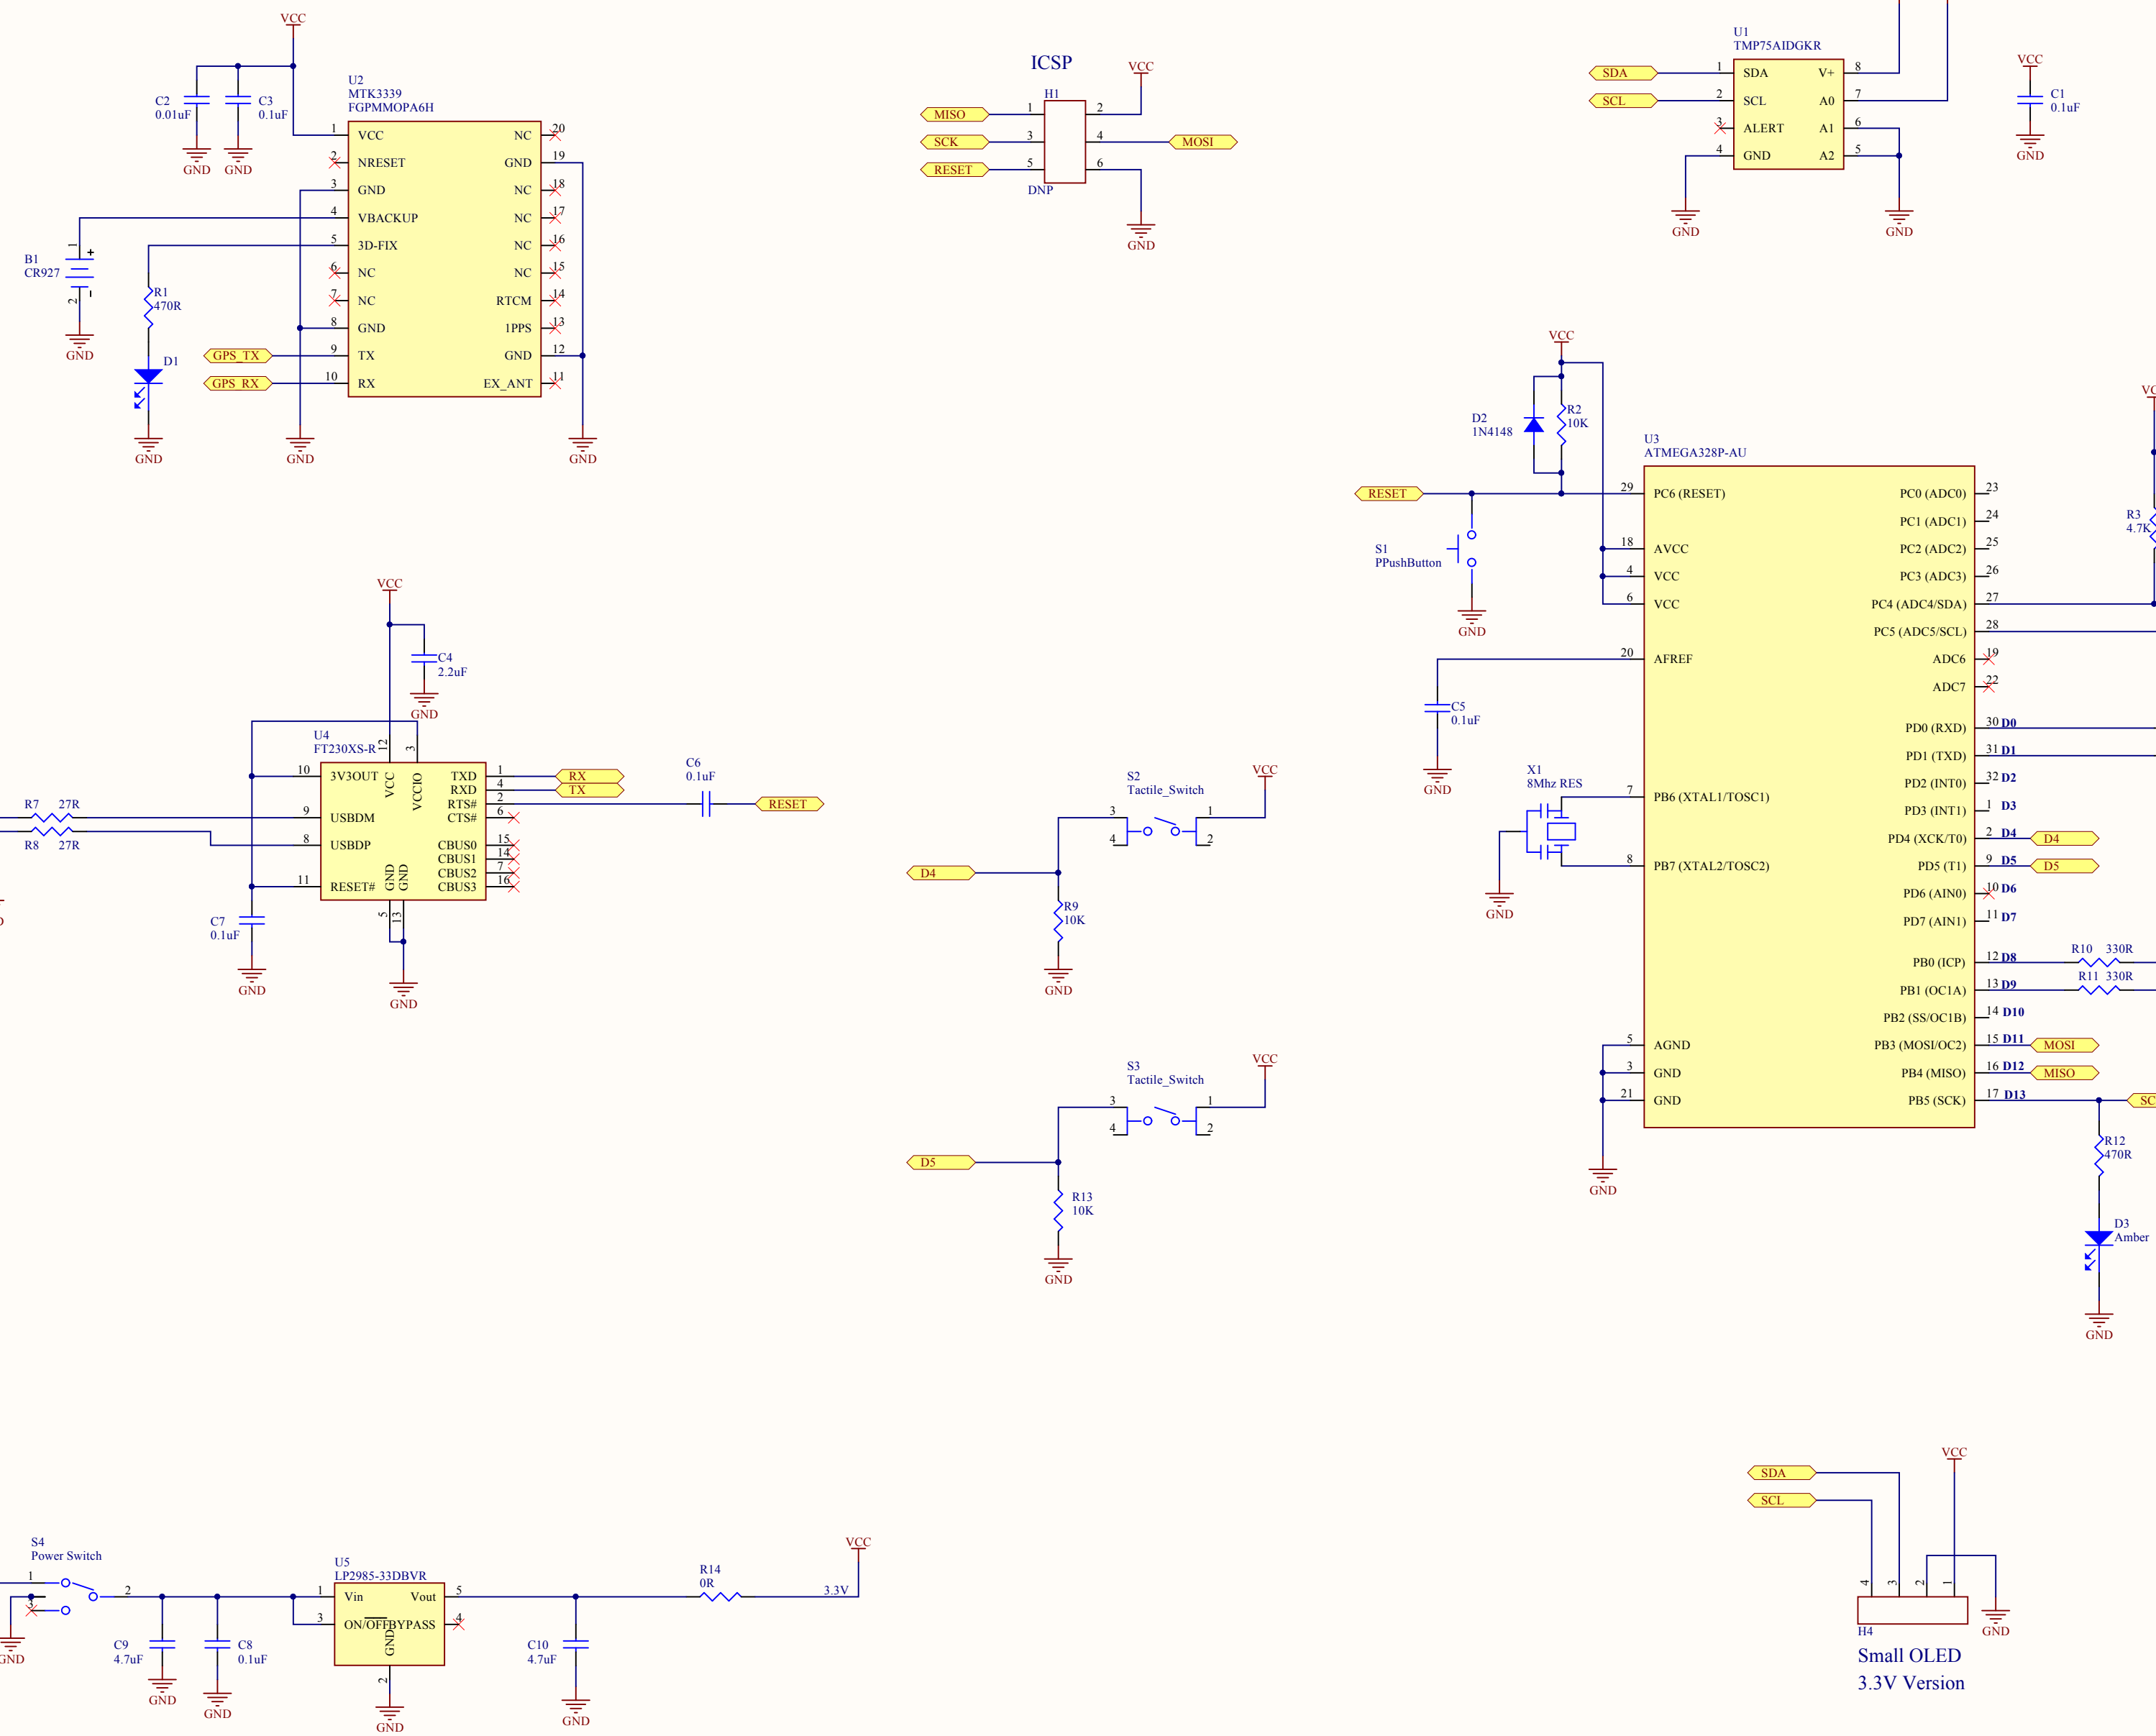 VCC
C2
0.01uF
C3
0.1uF
GND
GND
U2
MTK3339
FGPMMOPA6H
1
VCC
2
NRESET
3
GND
4
VBACKUP
5
3D-FIX
6
NC
7
NC
8
GND
9
TX
10
RX
NC
20
GND
19
NC
18
NC
17
NC
16
NC
15
RTCM
14
1PPS
13
GND
12
EX_ANT
11
B1
CR927
1
+
2
-
GND
R1
470R
D1
GND
GPS_TX
GPS_RX
GND
GND
ICSP
VCC
H1
MISO
1
2
SCK
3
4
MOSI
RESET
5
6
DNP
GND
U1
TMP75AIDGKR
SDA
1
SDA
V+
8
SCL
2
SCL
A0
7
3
ALERT
A1
6
4
GND
A2
5
GND
GND
VCC
C1
0.1uF
GND
VCC
D2
1N4148
R2
10K
RESET
S1
PPushButton
GND
U3
ATMEGA328P-AU
29
PC6 (RESET)
18
AVCC
4
VCC
6
VCC
20
AFREF
7
PB6 (XTAL1/TOSC1)
8
PB7 (XTAL2/TOSC2)
5
AGND
3
GND
21
GND
GND
PC0 (ADC0)
23
PC1 (ADC1)
24
PC2 (ADC2)
25
PC3 (ADC3)
26
PC4 (ADC4/SDA)
27
PC5 (ADC5/SCL)
28
ADC6
19
ADC7
22
PD0 (RXD)
30 D0
PD1 (TXD)
31 D1
PD2 (INT0)
32 D2
PD3 (INT1)
1 D3
PD4 (XCK/T0)
2 D4
D4
PD5 (T1)
9 D5
D5
PD6 (AIN0)
10 D6
PD7 (AIN1)
11 D7
PB0 (ICP)
12 D8
R10 330R
PB1 (OC1A)
13 D9
R11 330R
PB2 (SS/OC1B)
14 D10
PB3 (MOSI/OC2)
15 D11
MOSI
PB4 (MISO)
16 D12
MISO
PB5 (SCK)
17 D13
SC
R3
4.7K
R12
470R
D3
Amber
GND
C5
0.1uF
GND
X1
8Mhz RES
GND
VCC
C4
2.2uF
GND
U4
FT230XS-R
12
3
10
3V3OUT
VCC
VCCIO
9
USBDM
8
USBDP
11
RESET#
GND
GND
5
13
GND
TXD
1
RX
RXD
4
TX
RTS#
2
CTS#
6
CBUS0
15
CBUS1
14
CBUS2
7
CBUS3
16
R7 27R
R8 27R
C7
0.1uF
GND
C6
0.1uF
RESET
S2
Tactile_Switch
VCC
3
1
4
2
D4
R9
10K
GND
S3
Tactile_Switch
VCC
3
1
4
2
D5
R13
10K
GND
S4
Power Switch
1
2
3
GND
C9
4.7uF
GND
C8
0.1uF
GND
U5
LP2985-33DBVR
1
Vin
Vout
5
3
ON/OFF
BYPASS
4
GND
2
GND
C10
4.7uF
GND
R14
0R
3.3V
VCC
VCC
SDA
SCL
4
3
2
1
H4
GND
Small OLED
3.3V Version